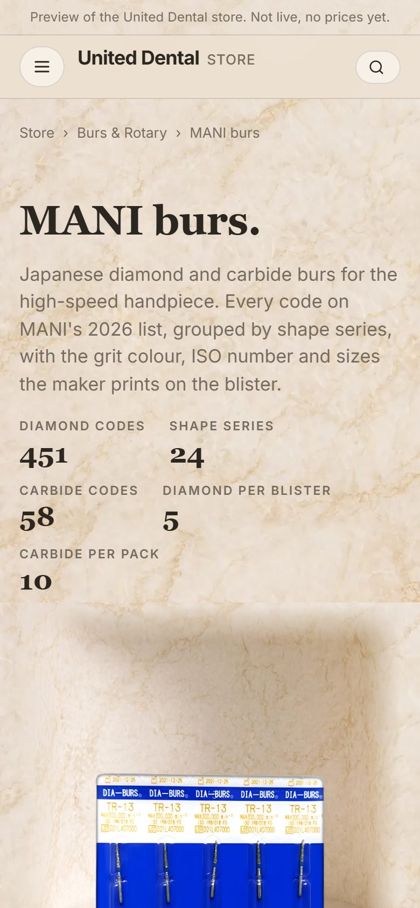 Preview of the United Dental store. Not live, no prices yet.
United Dental STORE
Store › Burs & Rotary › MANI burs
MANI burs.
Japanese diamond and carbide burs for the
high-speed handpiece. Every code on
MANI's 2026 list, grouped by shape series,
with the grit colour, ISO number and sizes
the maker prints on the blister.
DIAMOND CODES SHAPE SERIES
451 24
CARBIDE CODES DIAMOND PER BLISTER
58 5
CARBIDE PER PACK
10
DIA-BURS DIA-BURS DIA-BURS DIA-BURS DIA-BURS
TR-13 TR-13 TR-13 TR-13 TR-13